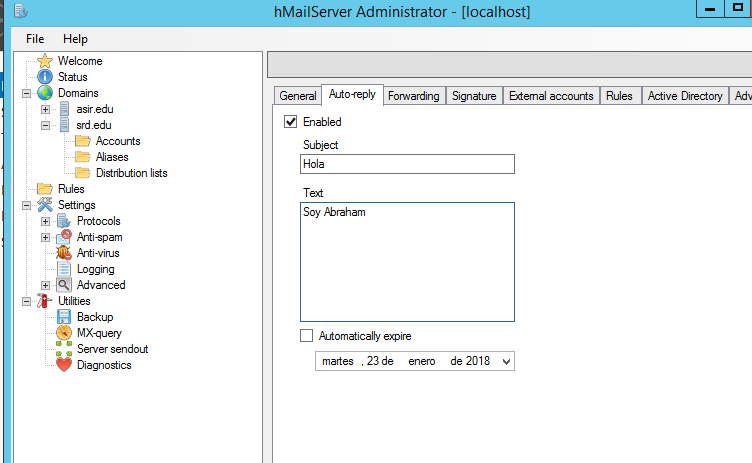 hMailServer Administrator - [localhost]
File Help
Welcome
Status
Domains
asir.edu
srd.edu
Accounts
Aliases
Distribution lists
Rules
Settings
Protocols
Anti-spam
Anti-virus
Logging
Advanced
Utilities
Backup
MX-query
Server sendout
Diagnostics
General Auto-reply Forwarding Signature External accounts Rules Active Directory Adv
Enabled
Subject
Hola
Text
Soy Abraham
Automatically expire
martes , 23 de enero de 2018